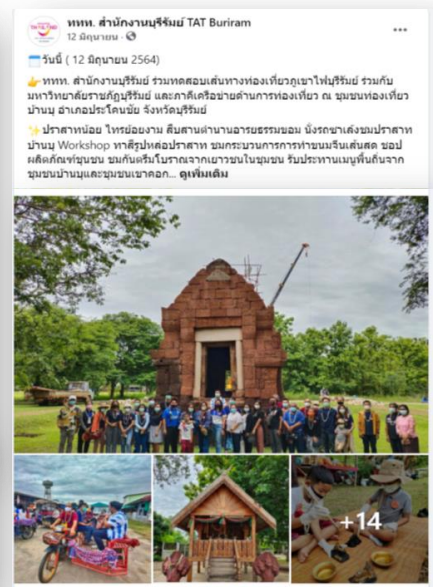 ททท. สำนักงานบุรีรัมย์ TAT Buriram
12 มิถุนายน ·
วันนี้ ( 12 มิถุนายน 2564)
👉ททท. สำนักงานบุรีรัมย์ ร่วมทดสอบเส้นทางท่องเที่ยวภูเขาไฟบุรีรัมย์ ร่วมกับ
มหาวิทยาลัยราชภัฏบุรีรัมย์ และภาคีเครือข่ายด้านการท่องเที่ยว ณ ชุมชนท่องเที่ยว
บ้านบุ อำเภอประโคนชัย จังหวัดบุรีรัมย์
✨ปราสาทน้อย ไทรย้อยงาม สืบสานตำนานอารยธรรมขอม นั่งรถซาเล้งชมปราสาท
บ้านบุ Workshop ทาสีรูปหล่อปราสาท ชมกระบวนการการทำขนมจีนเส้นสด ชอป
ผลิตภัณฑ์ชุนชน ชมกันตรึมโบราณจากเยาวชนในชุมชน รับประทานเมนูพื้นถิ่นจาก
ชุมชนบ้านบุและชุมชนเขาคอก... ดูเพิ่มเติม
+14